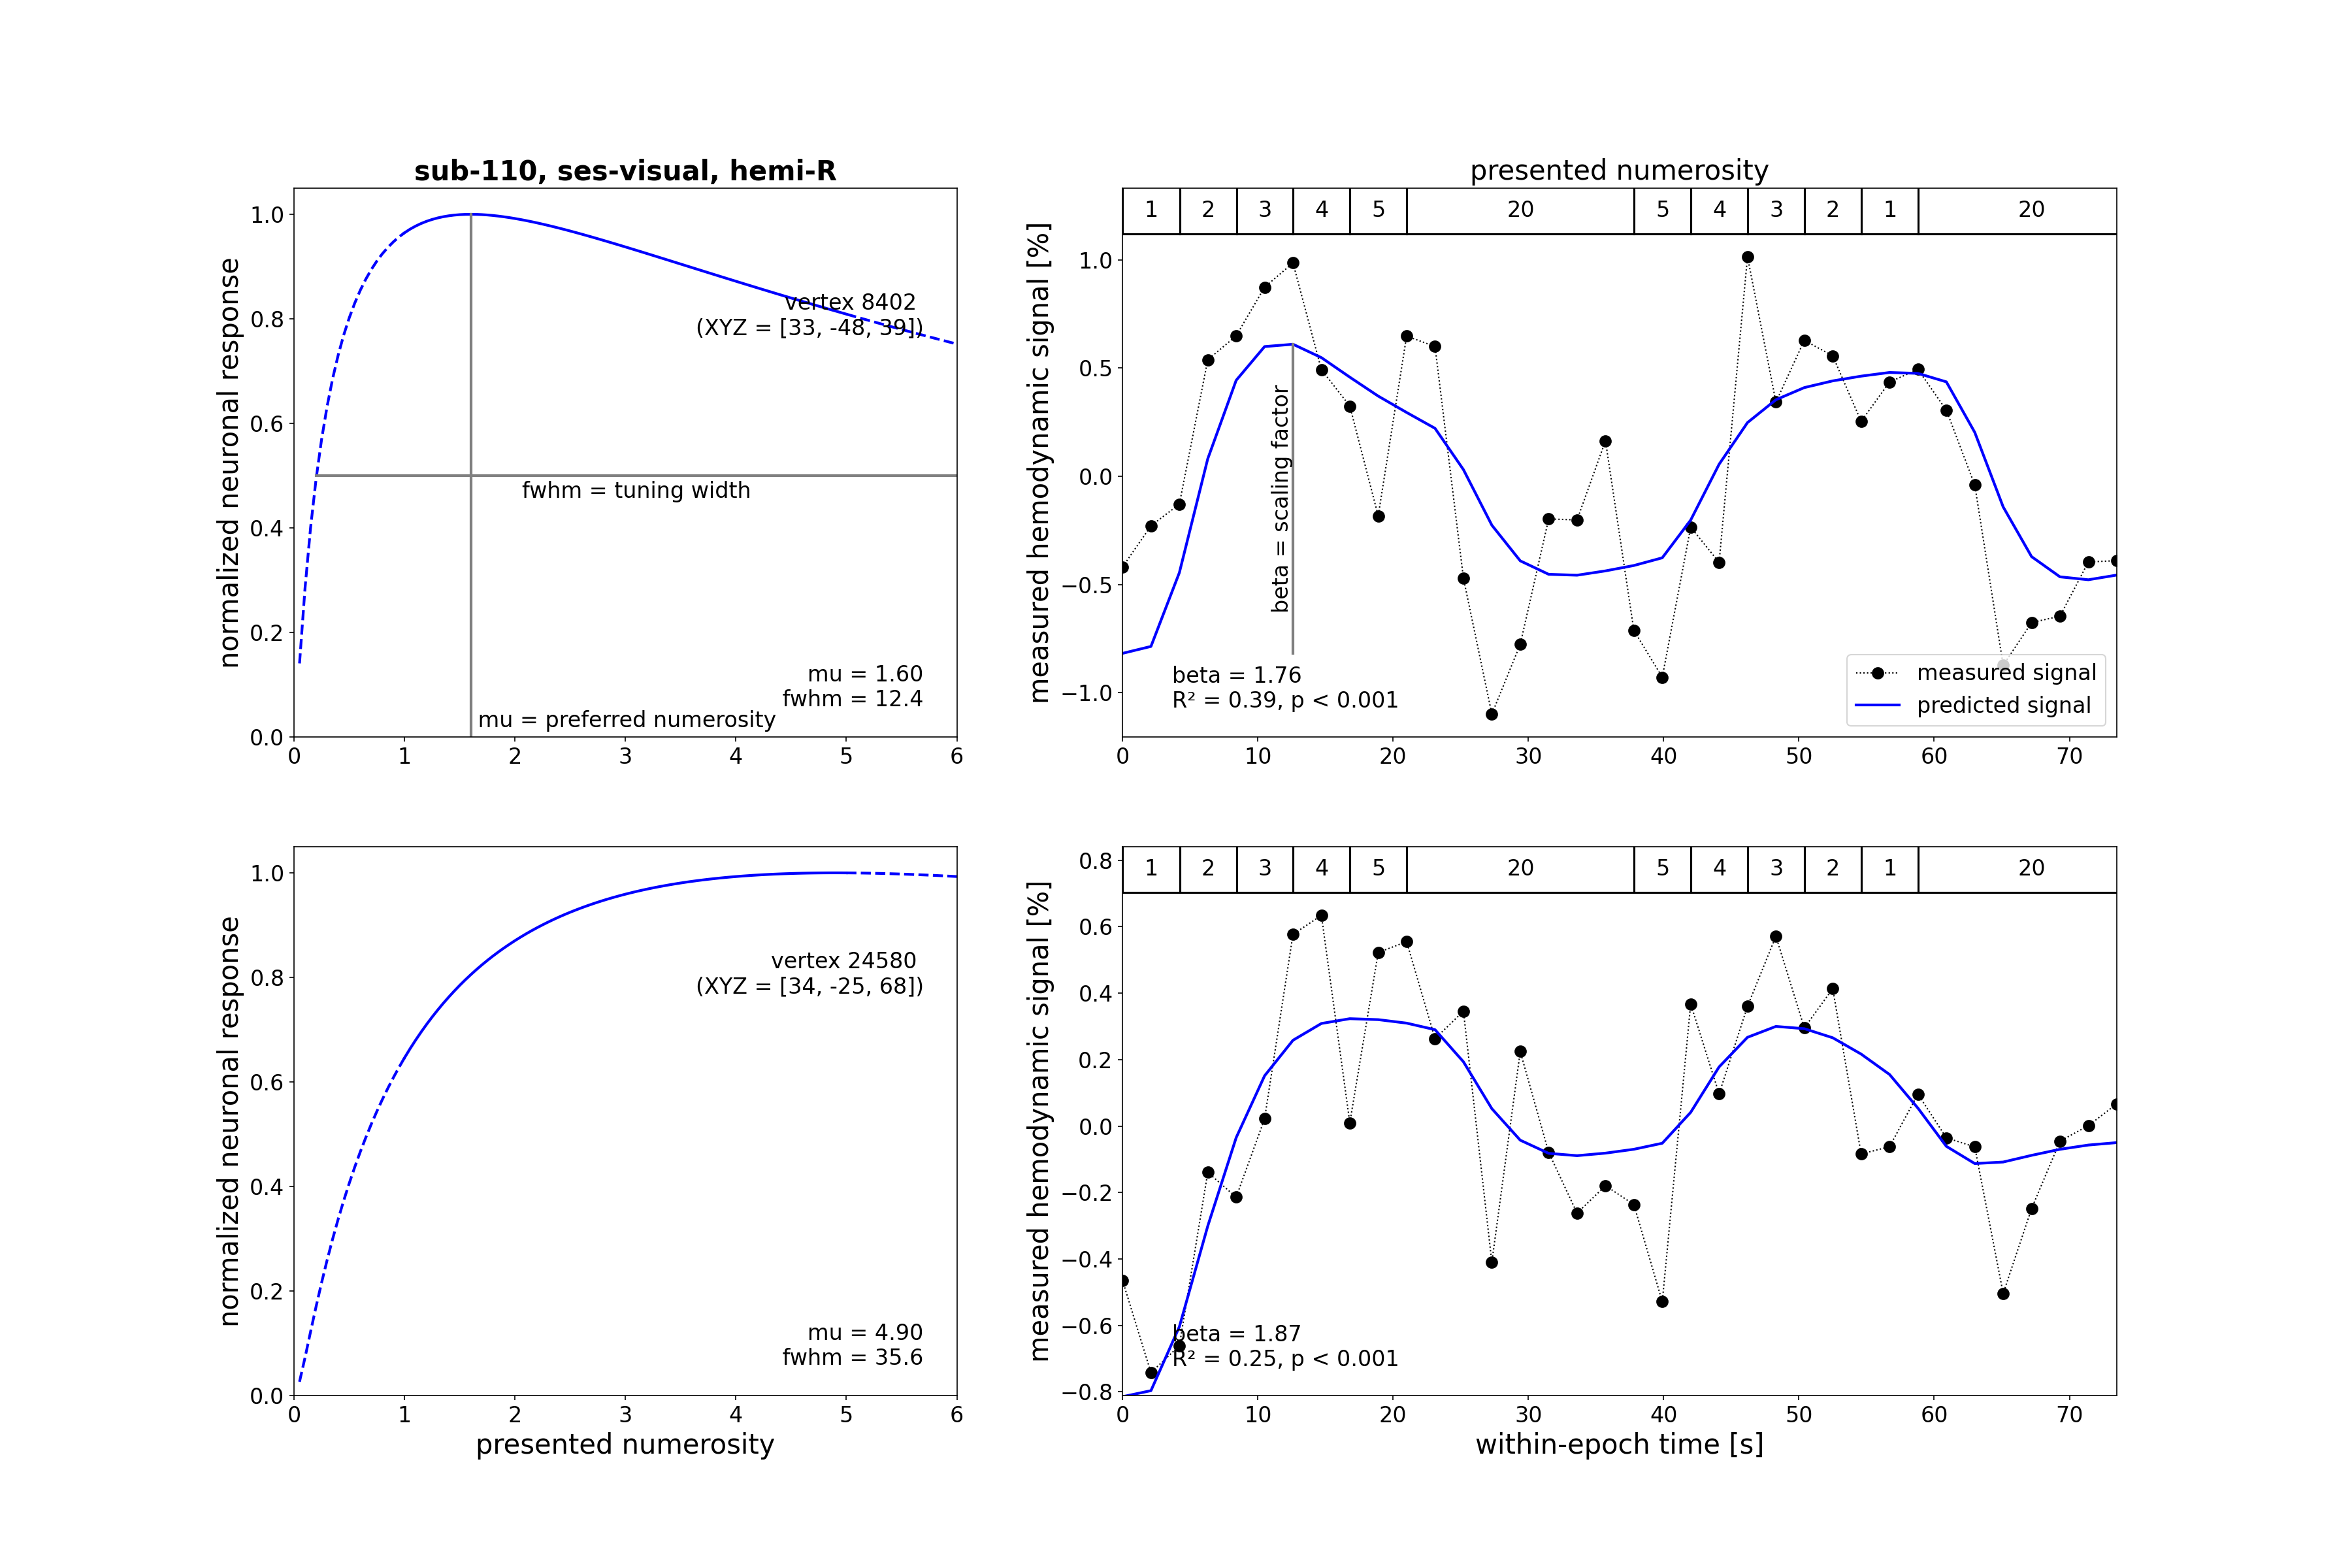 sub-110, ses-visual, hemi-R
normalized neuronal response
1.0
0.8
0.6
0.4
0.2
0.0
vertex 8402
(XYZ = [33, -48, 39])
fwhm = tuning width
mu = 1.60
fwhm = 12.4
mu = preferred numerosity
0 1 2 3 4 5 6
presented numerosity
1 2 3 4 5 20 5 4 3 2 1 20
measured hemodynamic signal [%]
1.0
0.5
0.0
−0.5
−1.0
beta = scaling factor
beta = 1.76
R² = 0.39, p < 0.001
measured signal
predicted signal
0 10 20 30 40 50 60 70
normalized neuronal response
1.0
0.8
0.6
0.4
0.2
0.0
vertex 24580
(XYZ = [34, -25, 68])
mu = 4.90
fwhm = 35.6
0 1 2 3 4 5 6
presented numerosity
1 2 3 4 5 20 5 4 3 2 1 20
measured hemodynamic signal [%]
0.8
0.6
0.4
0.2
0.0
−0.2
−0.4
−0.6
−0.8
beta = 1.87
R² = 0.25, p < 0.001
0 10 20 30 40 50 60 70
within-epoch time [s]